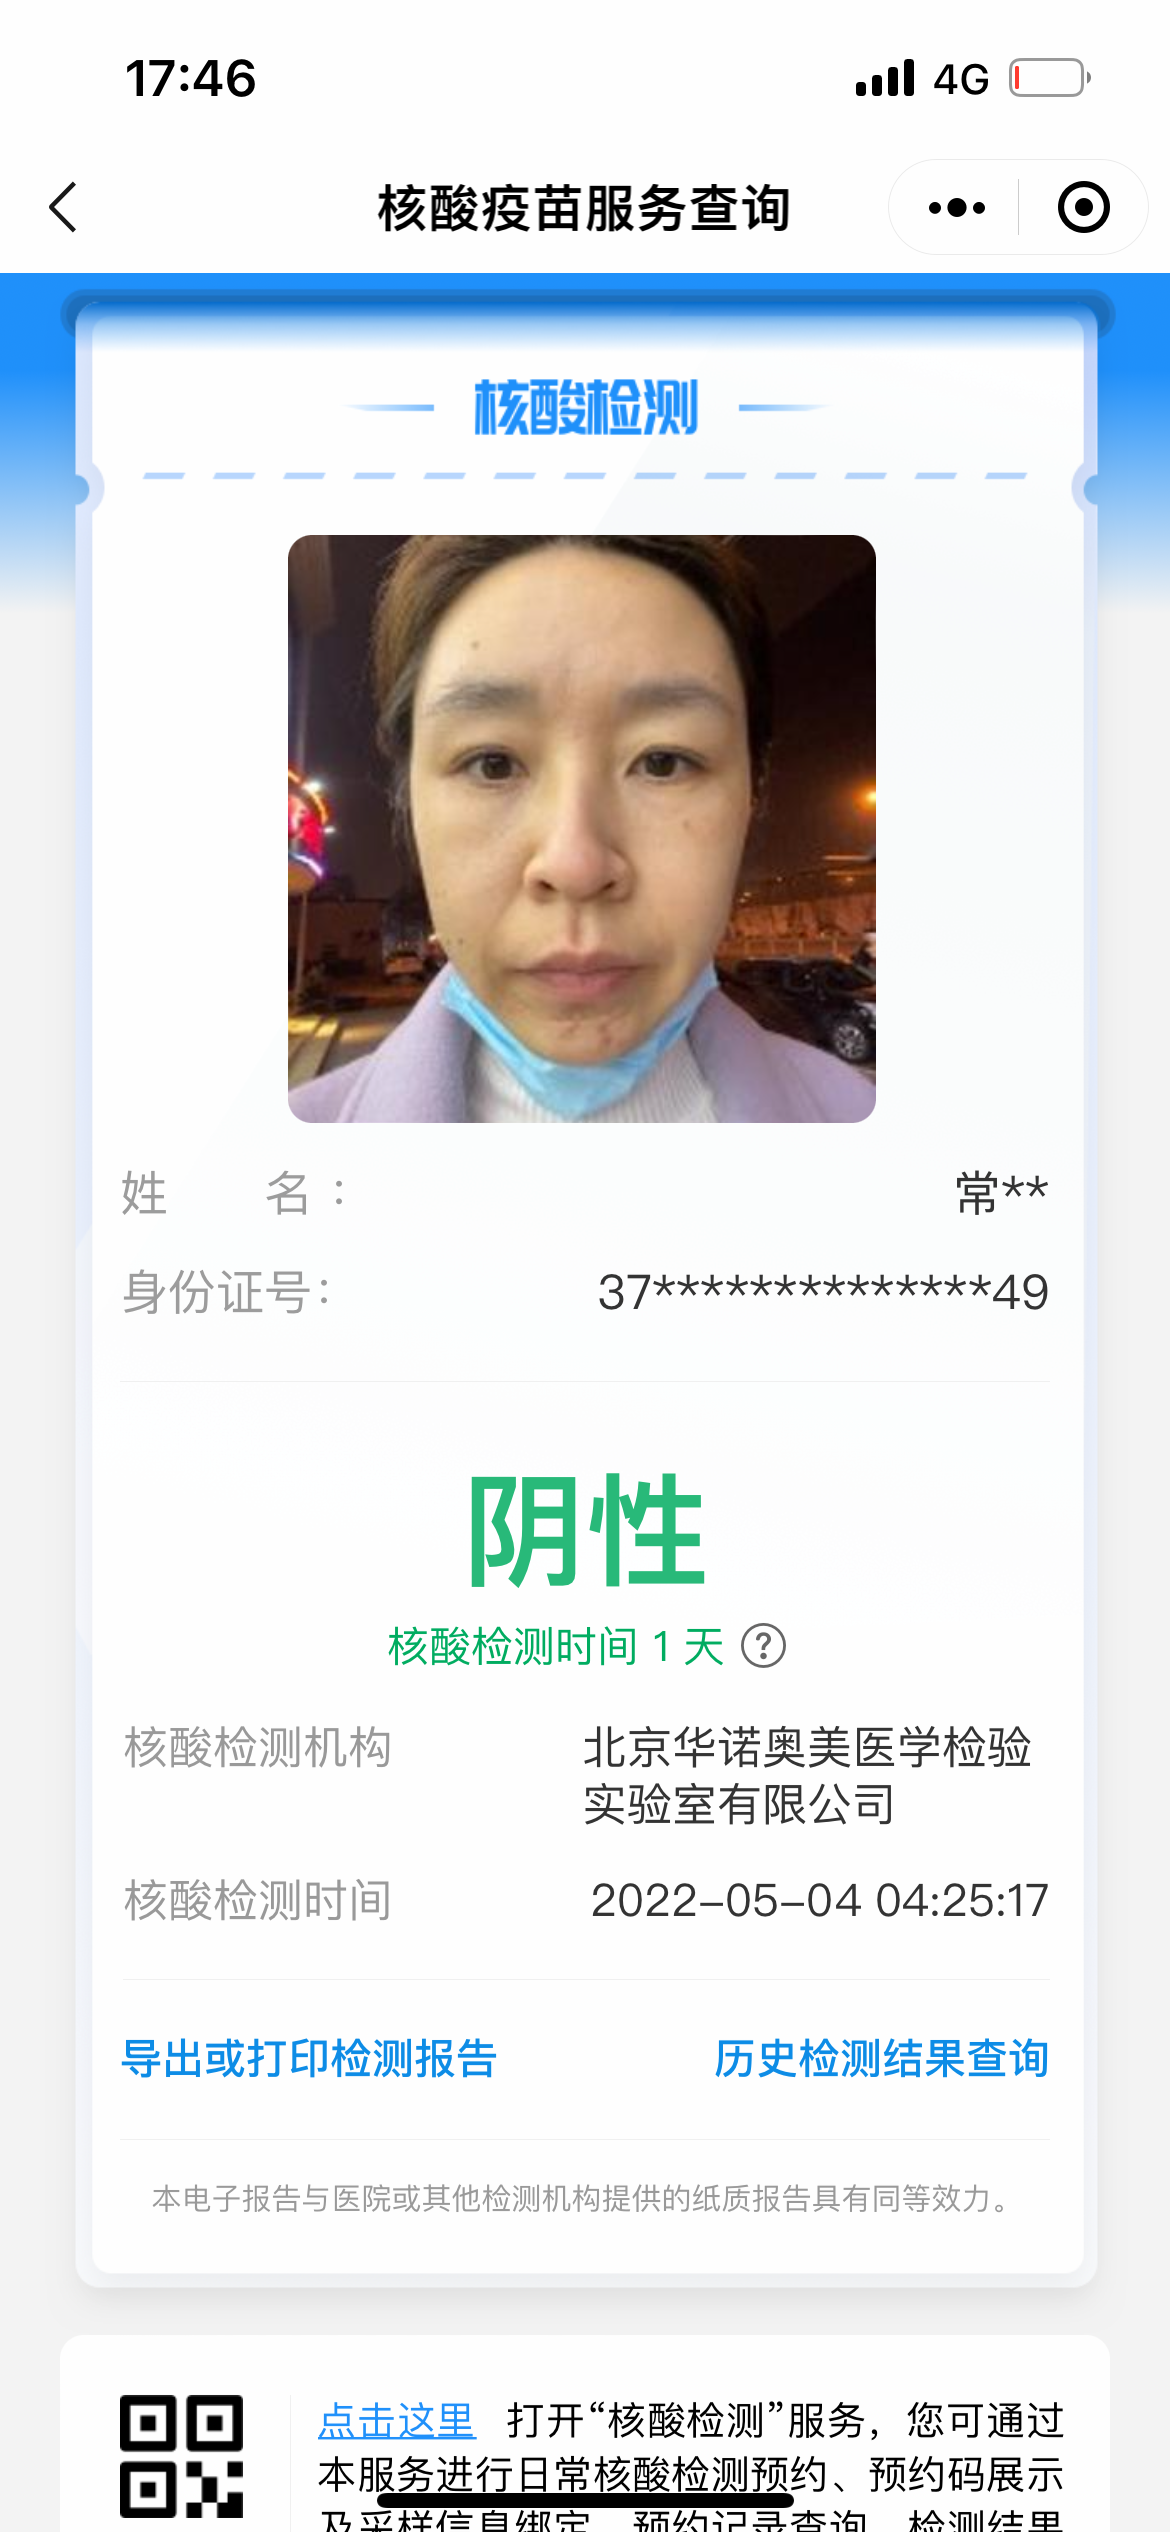 17:46
4G
核酸疫苗服务查询
核酸检测
姓 名：
常**
身份证号：
37**************49
阴性
核酸检测时间 1 天 ?
核酸检测机构
北京华诺奥美医学检验
实验室有限公司
核酸检测时间
2022-05-04 04:25:17
导出或打印检测报告
历史检测结果查询
本电子报告与医院或其他检测机构提供的纸质报告具有同等效力。
点击这里 打开“核酸检测”服务，您可通过
本服务进行日常核酸检测预约、预约码展示
及采样信息绑定、预约记录查询、检测结果